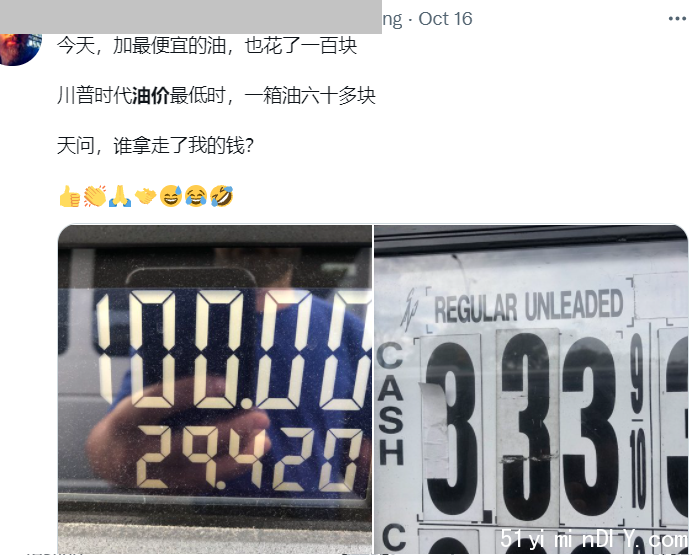 ng · Oct 16
今天，加最便宜的油，也花了一百块
川普时代油价最低时，一箱油六十多块
天问，谁拿走了我的钱？
100.00
29.420
REGULAR UNLEADED
CASH
3.33 9/10
C
51yiminDIY.com